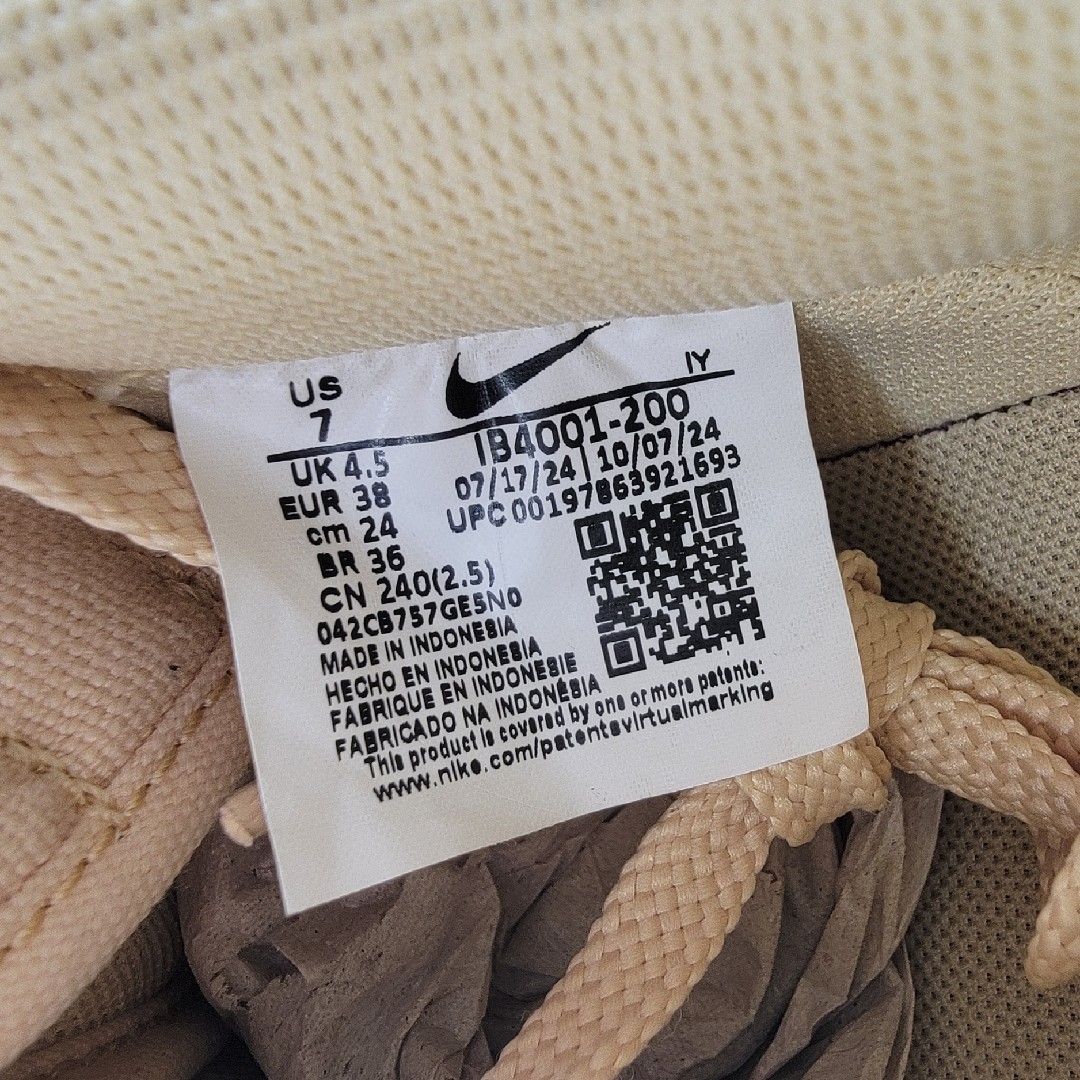 US
7
IY
UK 4.5
EUR 38
cm 24
BR 36
CN 240(2.5)
IB4001-200
07/17/24 | 10/07/24
UPC 00197863921693
042CB757GE5N0
MADE IN INDONESIA
HECHO EN INDONESIA
FABRIQUE EN INDONESIE
FABRICADO NA INDONÉSIA
This product is covered by one or more patents:
www.nike.com/patentsvirtualmarking